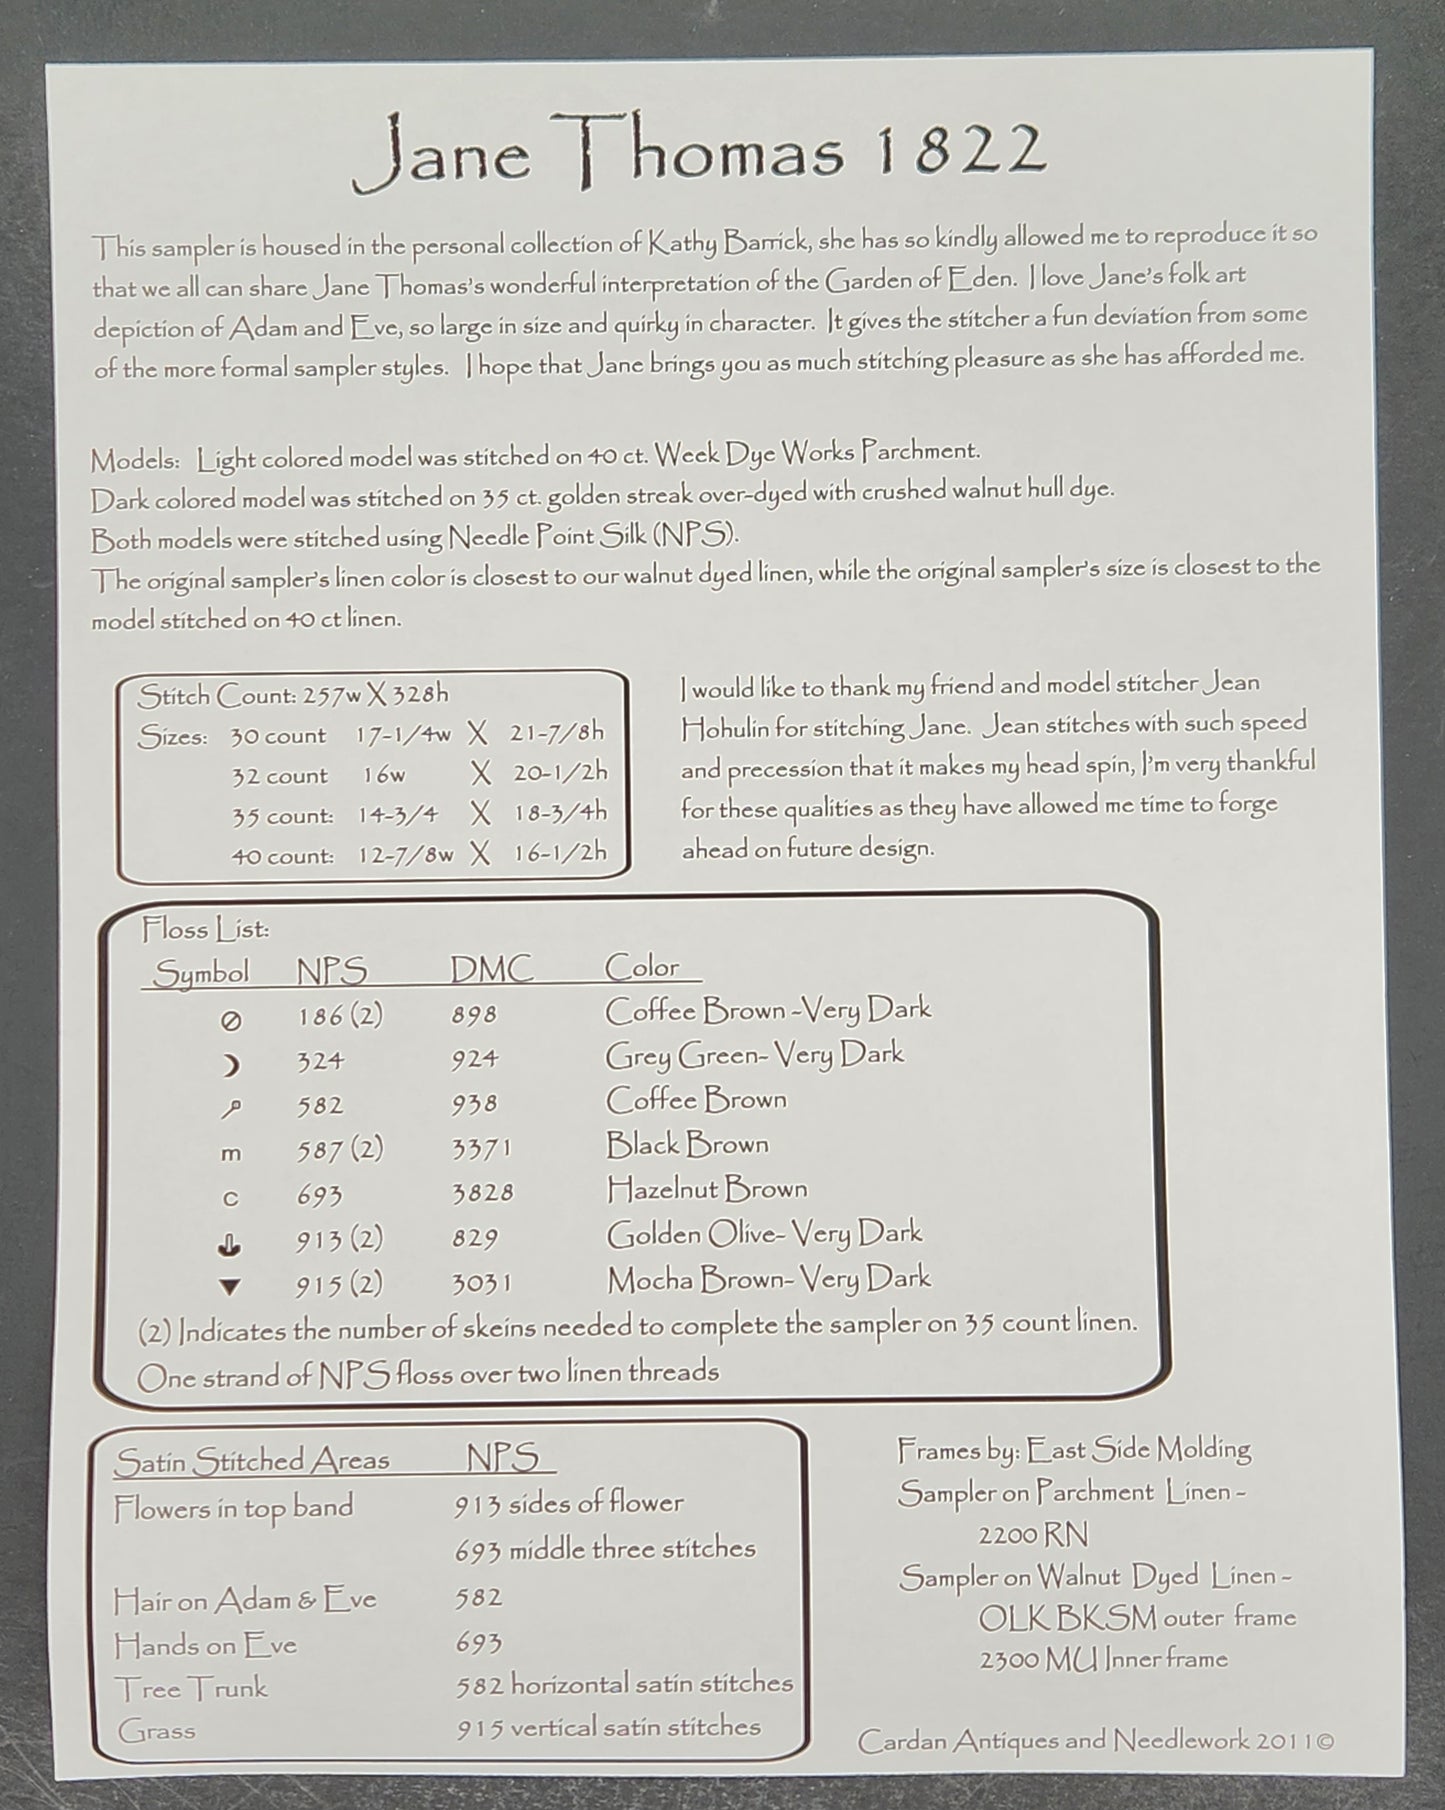 Jane Thomas 1822
This sampler is housed in the personal collection of Kathy Barrick, she has so kindly allowed me to reproduce it so
that we all can share Jane Thomas's wonderful interpretation of the Garden of Eden. I love Jane's folk art
depiction of Adam and Eve, so large in size and quirky in character. It gives the stitcher a fun deviation from some
of the more formal sampler styles. I hope that Jane brings you as much stitching pleasure as she has afforded me.
Models: Light colored model was stitched on 40 ct. Week Dye Works Parchment.
Dark colored model was stitched on 35 ct. golden streak over-dyed with crushed walnut hull dye.
Both models were stitched using Needle Point Silk (NPS).
The original sampler's linen color is closest to our walnut dyed linen, while the original sampler's size is closest to the
model stitched on 40 ct linen.
Stitch Count: 257w X 328h
Sizes: 30 count 17-1/4w X 21-7/8h
32 count 16w X 20-1/2h
35 count: 14-3/4 X 18-3/4h
40 count: 12-7/8w X 16-1/2h
I would like to thank my friend and model stitcher Jean
Hohulin for stitching Jane. Jean stitches with such speed
and precession that it makes my head spin, I'm very thankful
for these qualities as they have allowed me time to forge
ahead on future design.
Floss List:
Symbol NPS DMC Color
⊘ 186 (2) 898 Coffee Brown -Very Dark
324 924 Grey Green- Very Dark
582 938 Coffee Brown
m 587 (2) 3371 Black Brown
c 693 3828 Hazelnut Brown
913 (2) 829 Golden Olive- Very Dark
▼ 915 (2) 3031 Mocha Brown- Very Dark
(2) Indicates the number of skeins needed to complete the sampler on 35 count linen.
One strand of NPS floss over two linen threads
Satin Stitched Areas NPS
Flowers in top band 913 sides of flower
693 middle three stitches
Hair on Adam & Eve 582
Hands on Eve 693
Tree Trunk 582 horizontal satin stitches
Grass 915 vertical satin stitches
Frames by: East Side Molding
Sampler on Parchment Linen -
2200 RN
Sampler on Walnut Dyed Linen -
OLK BKSM outer frame
2300 MU Inner frame
Cardan Antiques and Needlework 2011©